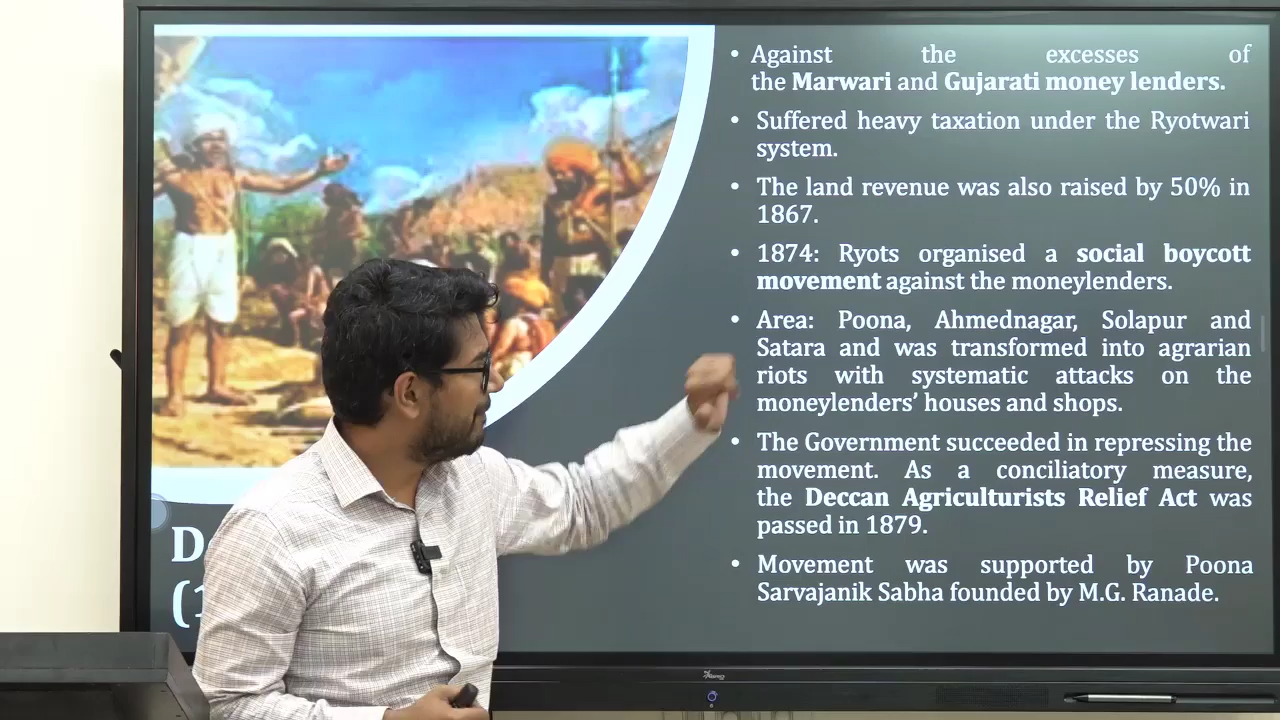 • Against the excesses of
the Marwari and Gujarati money lenders.
• Suffered heavy taxation under the Ryotwari
system.
• The land revenue was also raised by 50% in
1867.
• 1874: Ryots organised a social boycott
movement against the moneylenders.
• Area: Poona, Ahmednagar, Solapur and
Satara and was transformed into agrarian
riots with systematic attacks on the
moneylenders’ houses and shops.
• The Government succeeded in repressing the
movement. As a conciliatory measure,
the Deccan Agriculturists Relief Act was
passed in 1879.
• Movement was supported by Poona
Sarvajanik Sabha founded by M.G. Ranade.